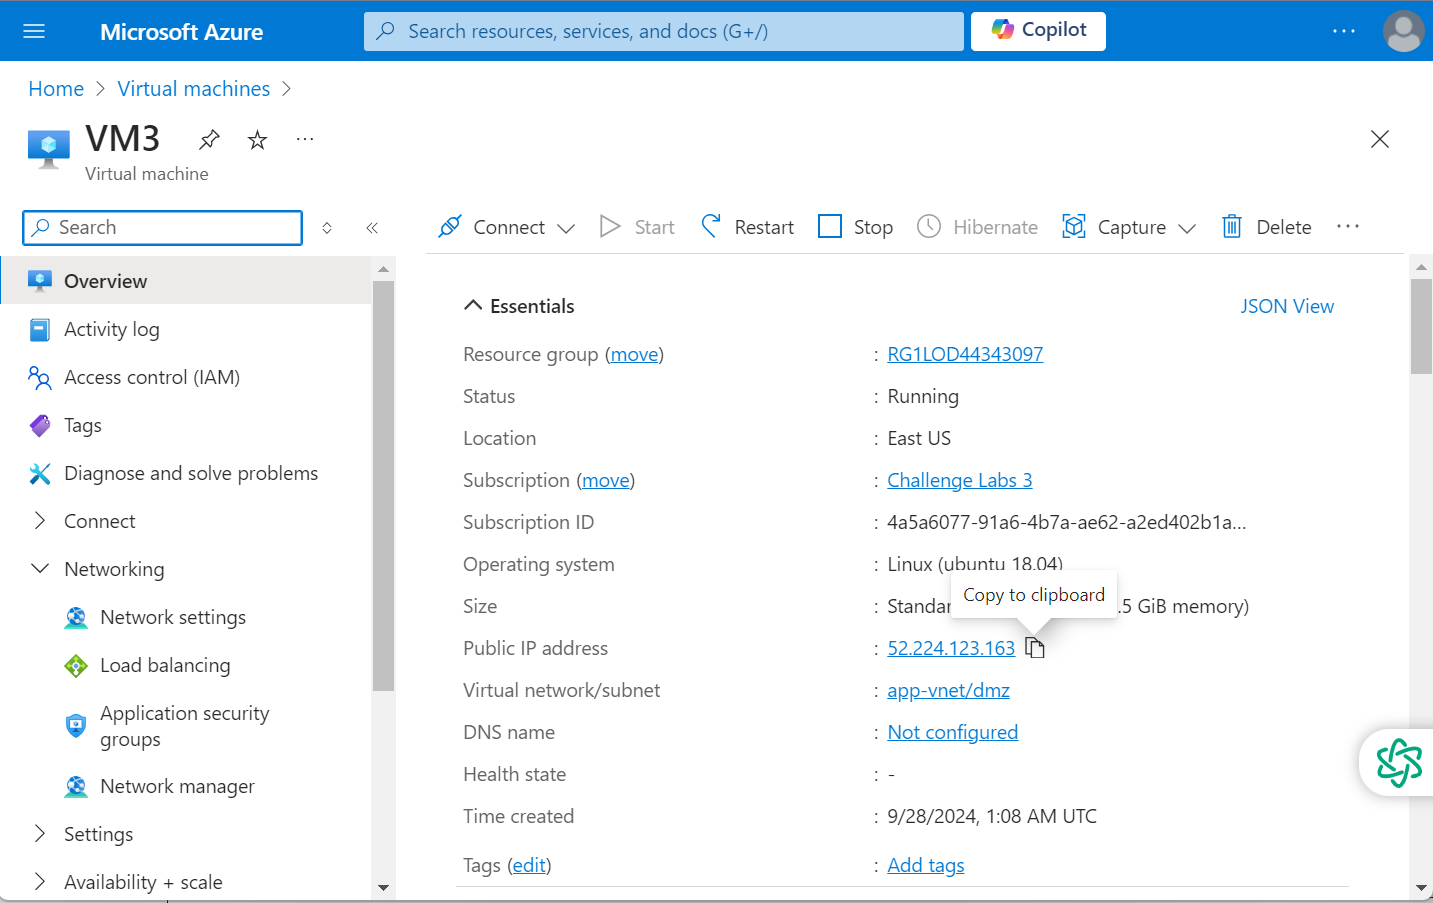 Microsoft Azure
Search resources, services, and docs (G+/)
Copilot
Home > Virtual machines >
VM3
Virtual machine
Search
Connect
Start
Restart
Stop
Hibernate
Capture
Delete
Overview
Activity log
Access control (IAM)
Tags
Diagnose and solve problems
Connect
Networking
Network settings
Load balancing
Application security
groups
Network manager
Settings
Availability + scale
Essentials
JSON View
Resource group (move) : RG1LOD44343097
Status : Running
Location : East US
Subscription (move) : Challenge Labs 3
Subscription ID : 4a5a6077-91a6-4b7a-ae62-a2ed402b1a...
Operating system : Linux (ubuntu 18.04)
Copy to clipboard
Size : Standar .5 GiB memory)
Public IP address : 52.224.123.163
Virtual network/subnet : app-vnet/dmz
DNS name : Not configured
Health state : -
Time created : 9/28/2024, 1:08 AM UTC
Tags (edit) : Add tags